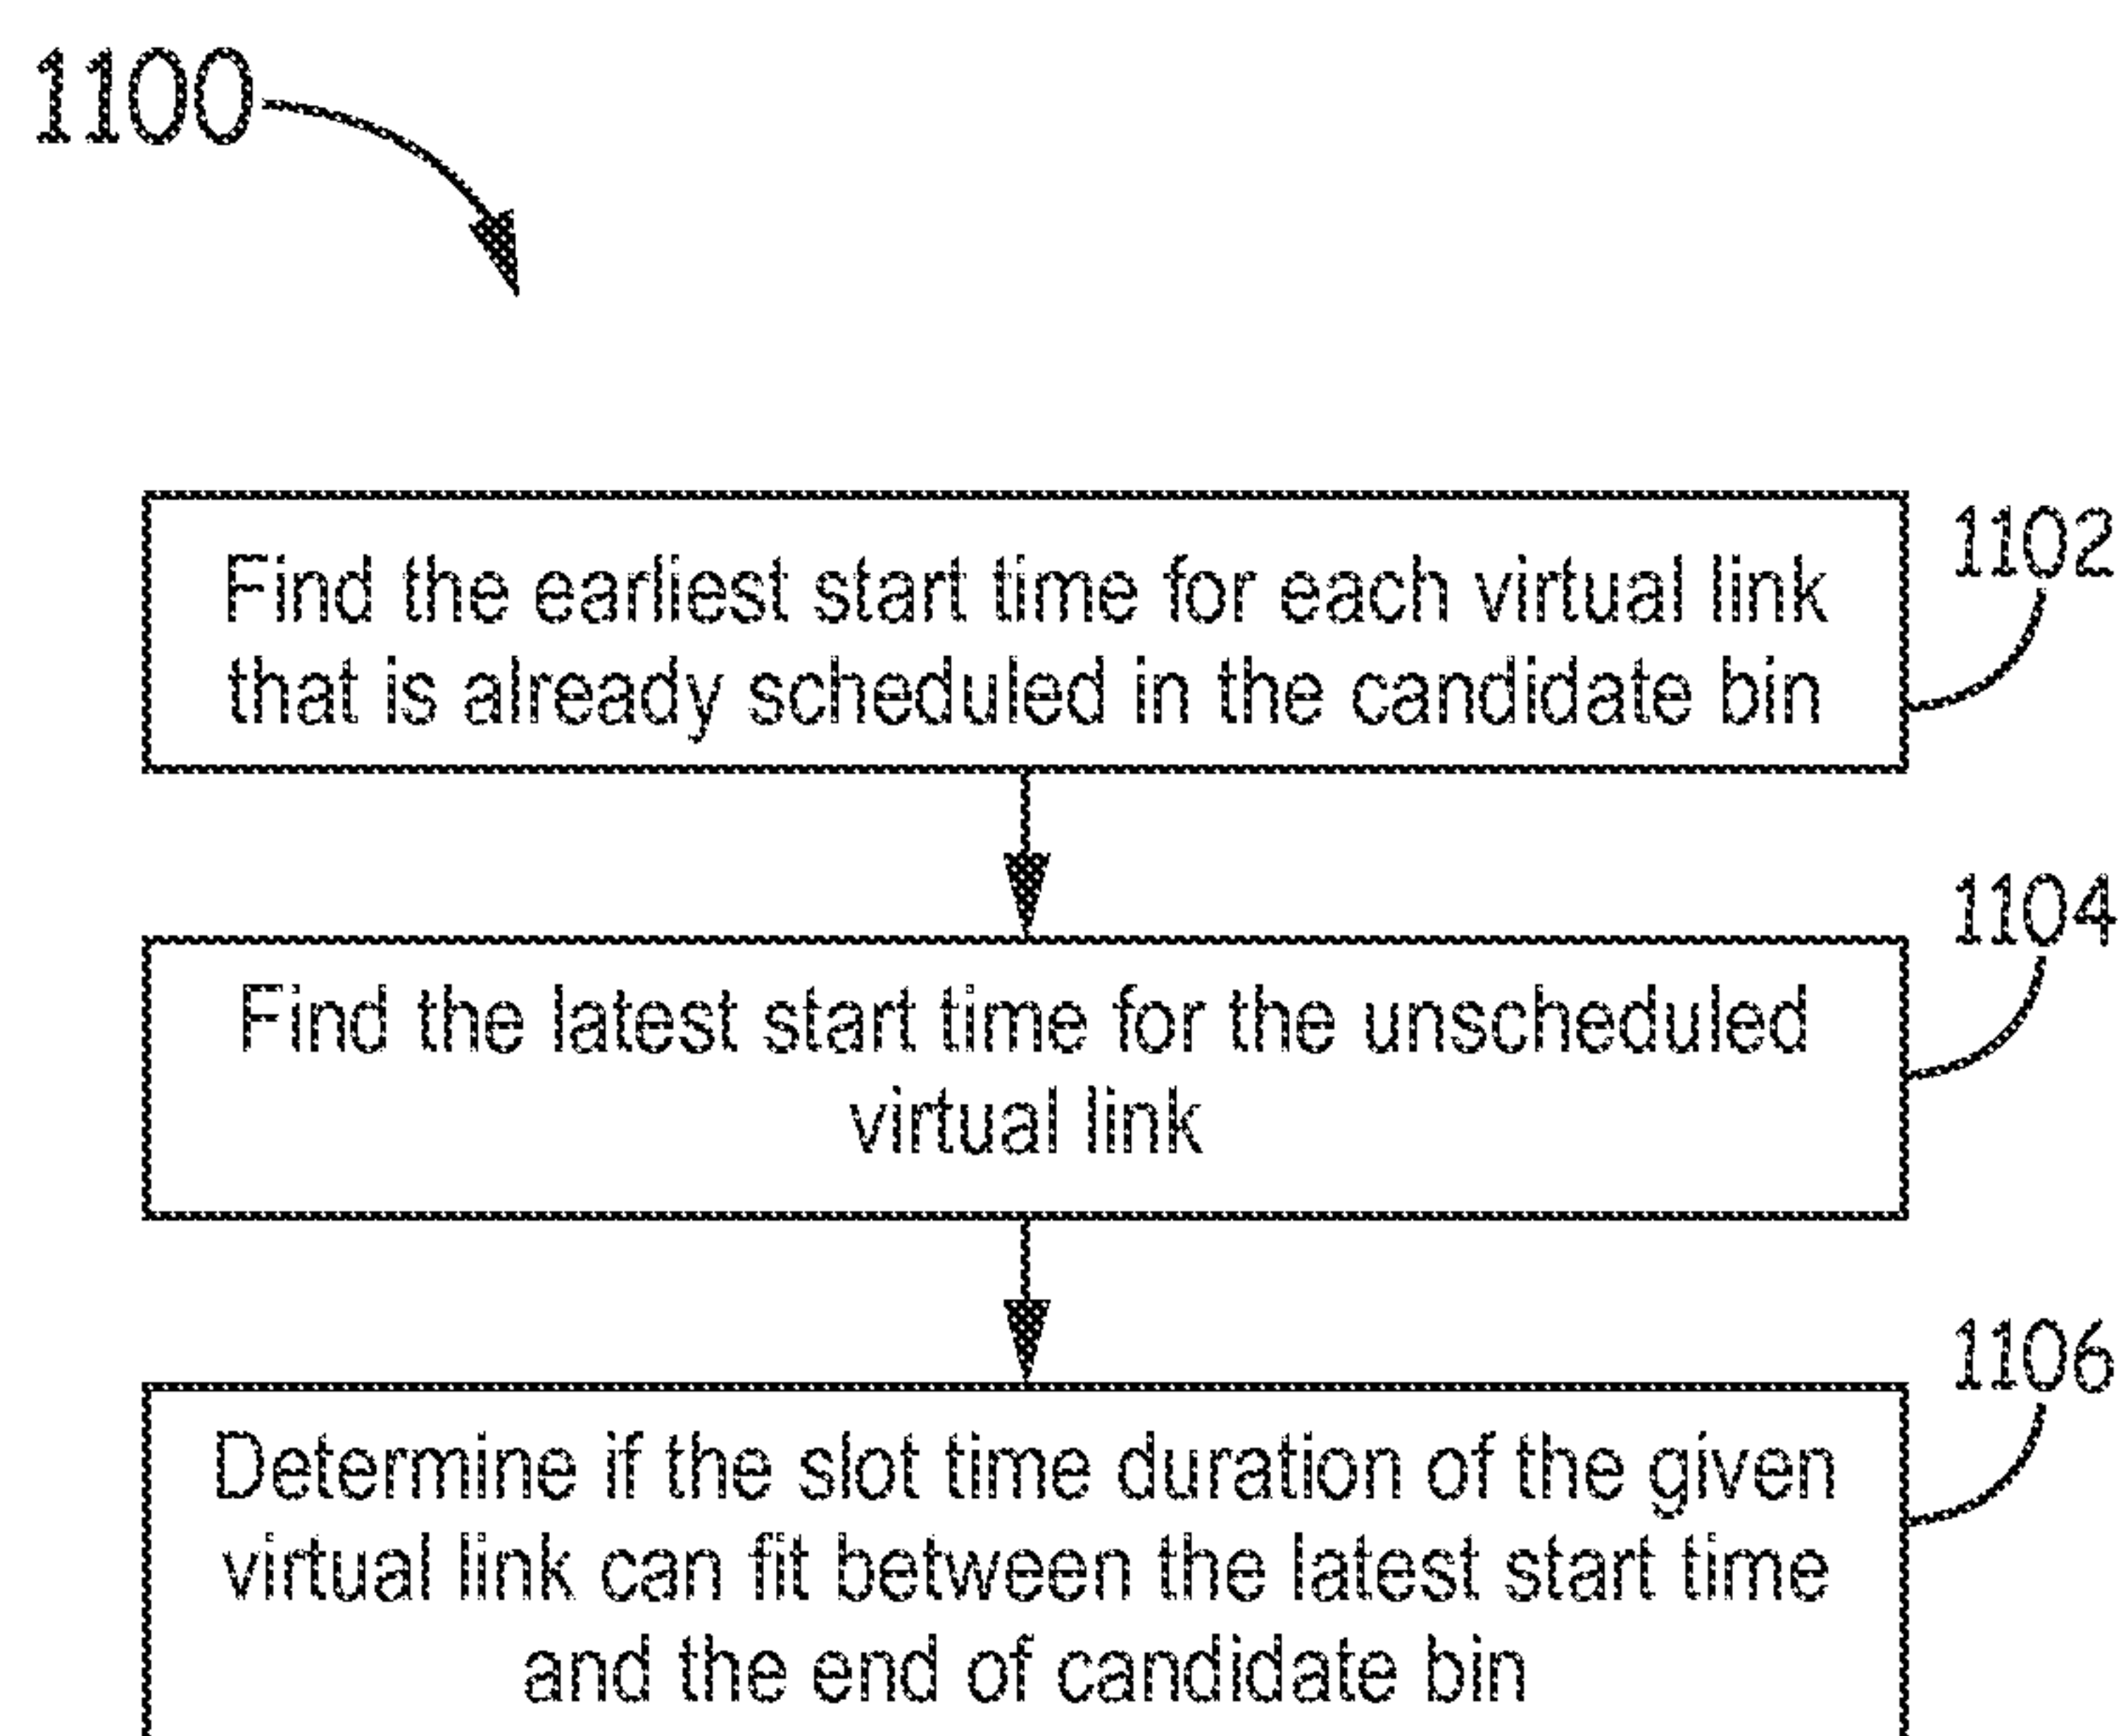 1100
Find the earliest start time for each virtual link
that is already scheduled in the candidate bin
1102
Find the latest start time for the unscheduled
virtual link
1104
Determine if the slot time duration of the given
virtual link can fit between the latest start time
and the end of candidate bin
1106